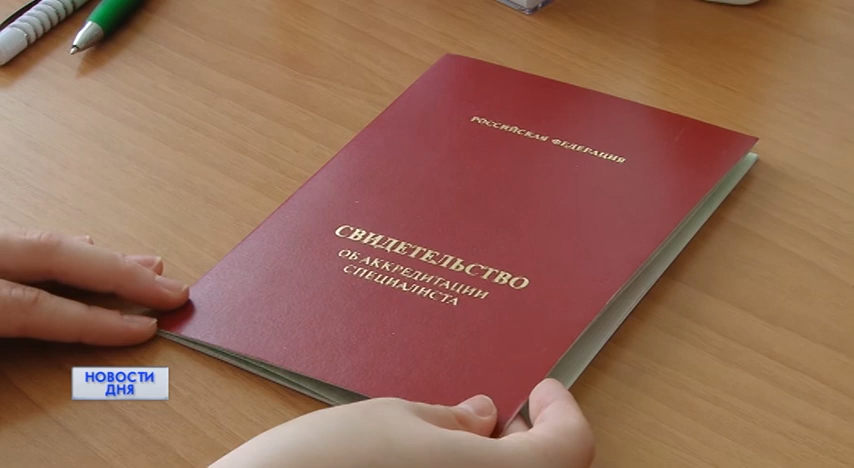 РОССИЙСКАЯ ФЕДЕРАЦИЯ
СВИДЕТЕЛЬСТВО
ОБ АККРЕДИТАЦИИ
СПЕЦИАЛИСТА
НОВОСТИ
ДНЯ